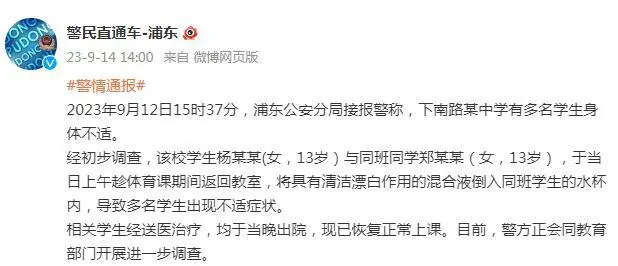 警民直通车-浦东
23-9-14 14:00 来自 微博网页版
#警情通报#
2023年9月12日15时37分，浦东公安分局接报警称，下南路某中学有多名学生身
体不适。
经初步调查，该校学生杨某某(女，13岁）与同班同学郑某某（女，13岁），于当
日上午趁体育课期间返回教室，将具有清洁漂白作用的混合液倒入同班学生的水杯
内，导致多名学生出现不适症状。
相关学生经送医治疗，均于当晚出院，现已恢复正常上课。目前，警方正会同教育
部门开展进一步调查。